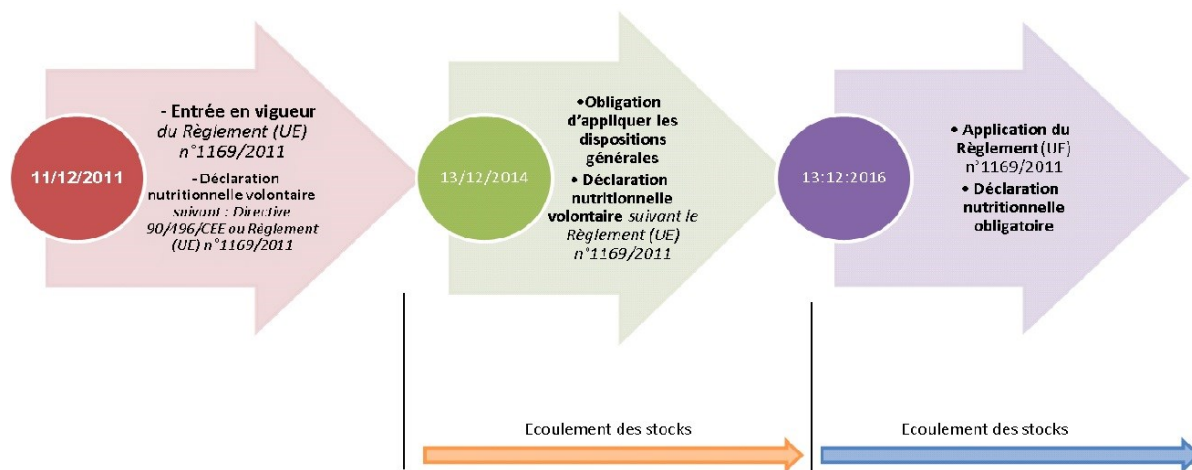 11/12/2011
- Entrée en vigueur
du Règlement (UE)
n°1169/2011
- Déclaration
nutritionnelle volontaire
suivant : Directive
90/496/CEE ou Règlement
(UE) n°1169/2011
13/12/2014
•Obligation
d'appliquer les
dispositions
générales
• Déclaration
nutritionnelle
volontaire suivant le
Règlement (UE)
n°1169/2011
13:12:2016
• Application du
Règlement (UE)
n°1169/2011
• Déclaration
nutritionnelle
obligatoire
Ecoulement des stocks
Ecoulement des stocks